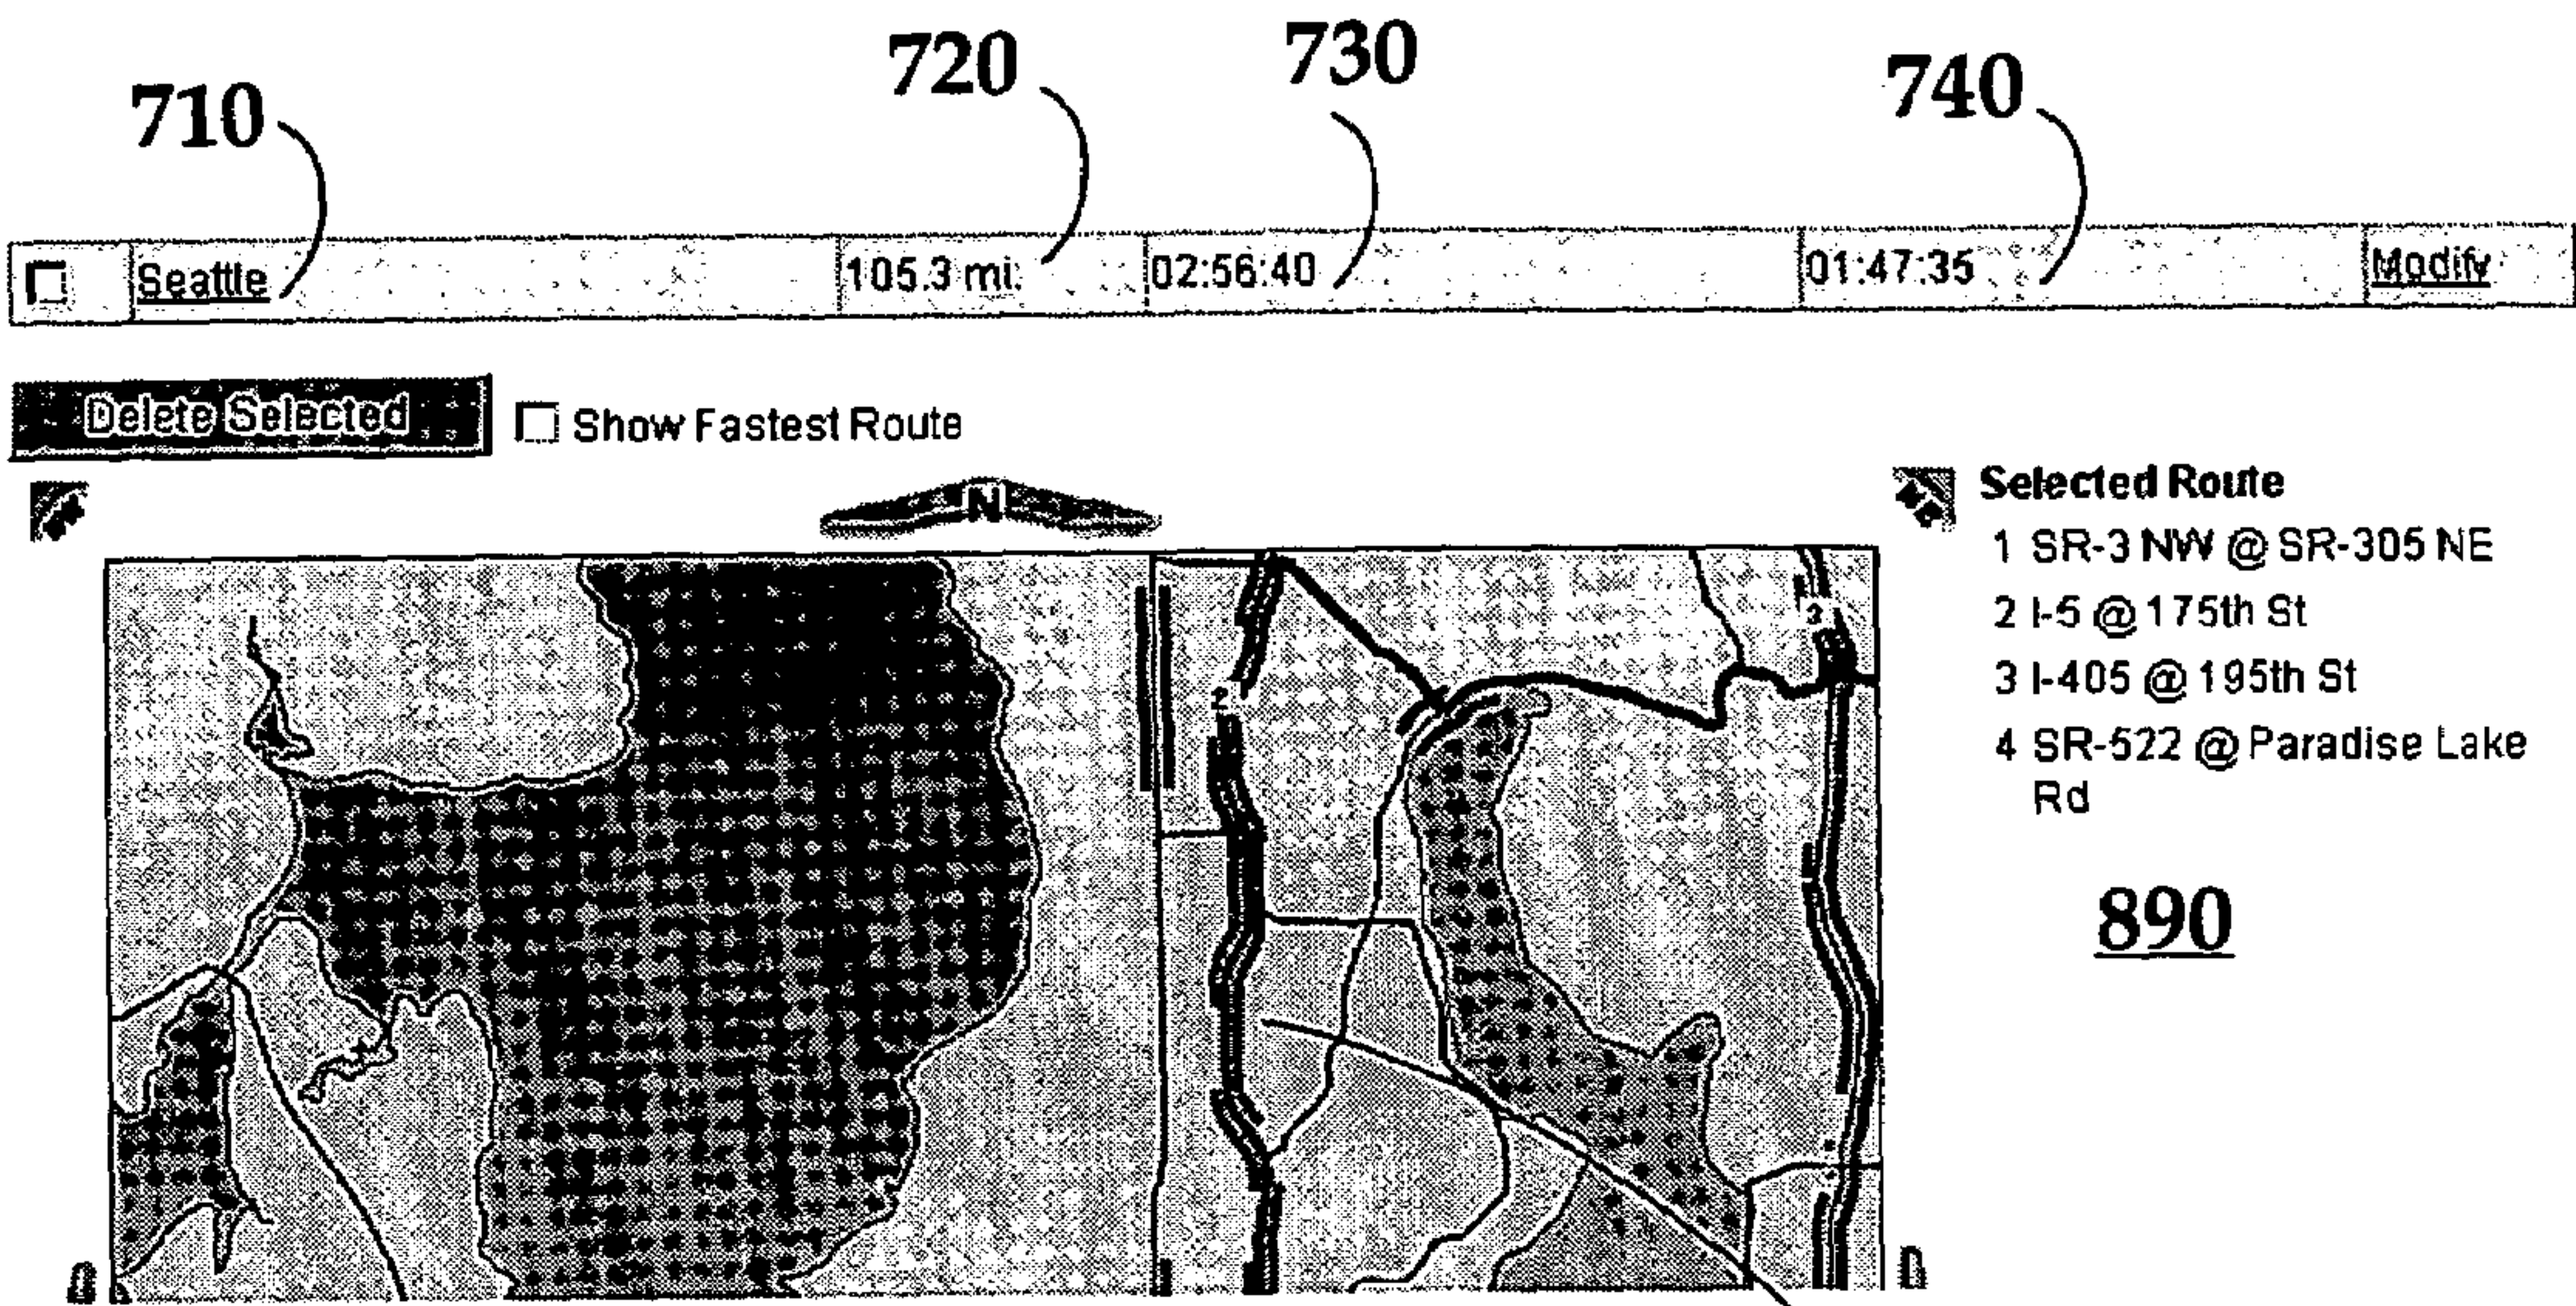 710
720
730
740
Seattle 105.3 mi. 02:56:40 01:47:35 Modify
Delete Selected Show Fastest Route
N
Selected Route
1 SR-3 NW @ SR-305 NE
2 I-5 @ 175th St
3 I-405 @ 195th St
4 SR-522 @ Paradise Lake
Rd
890
2
3